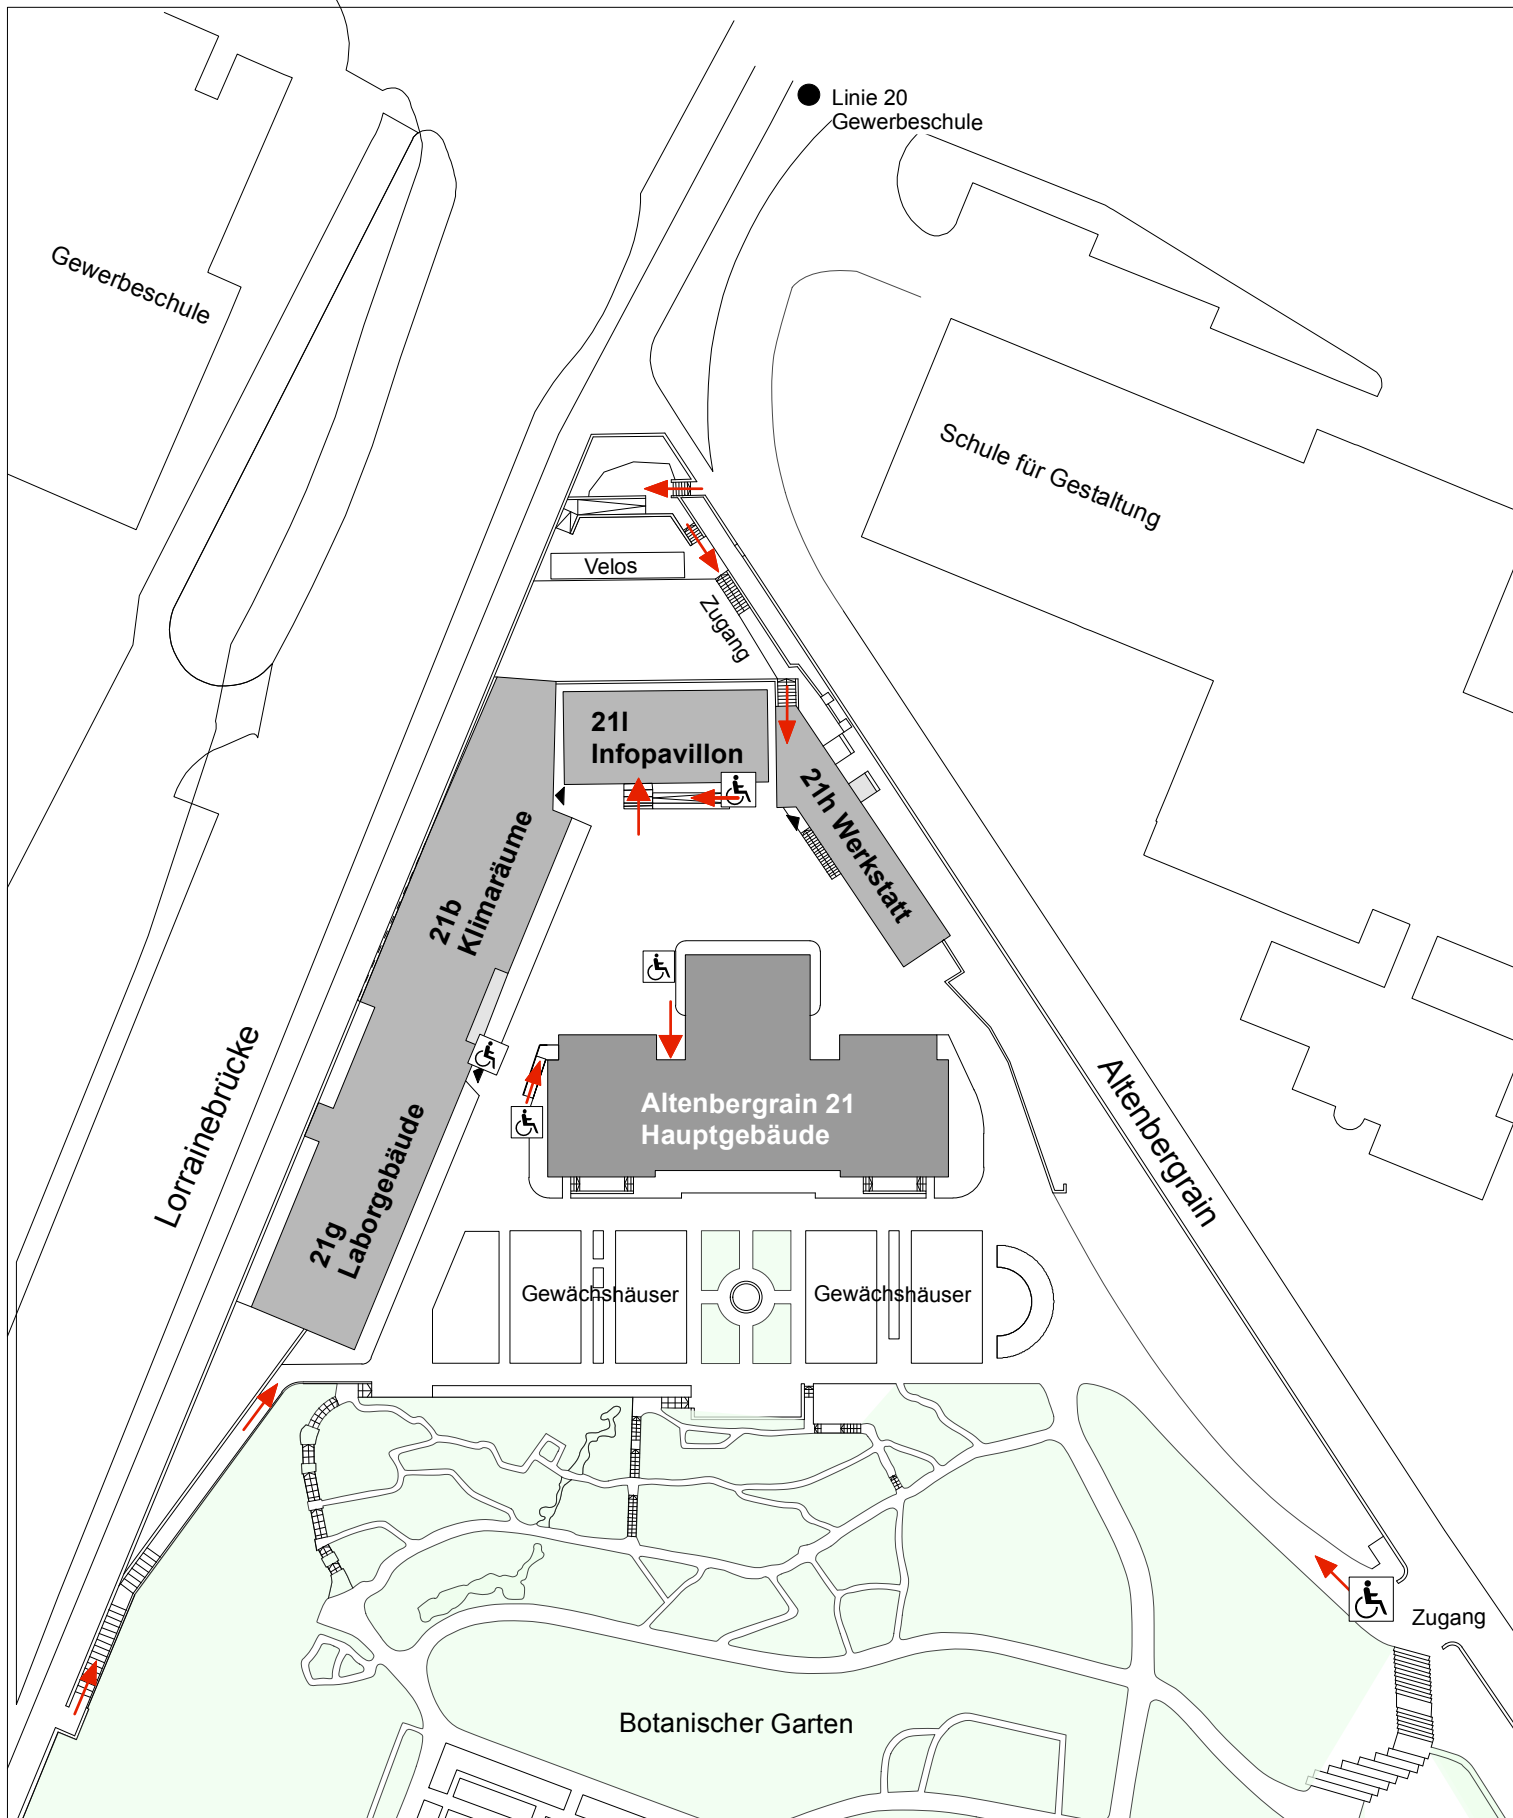 Linie 20
Gewerbeschule
Gewerbeschule
Schule für Gestaltung
Velos
Zugang
21l
Infopavillon
21h Werkstatt
21b
Klimaräume
Lorrainebrücke
Altenbergrain
Altenbergrain 21
Hauptgebäude
21g
Laborgebäude
Gewächshäuser
Gewächshäuser
Zugang
Botanischer Garten